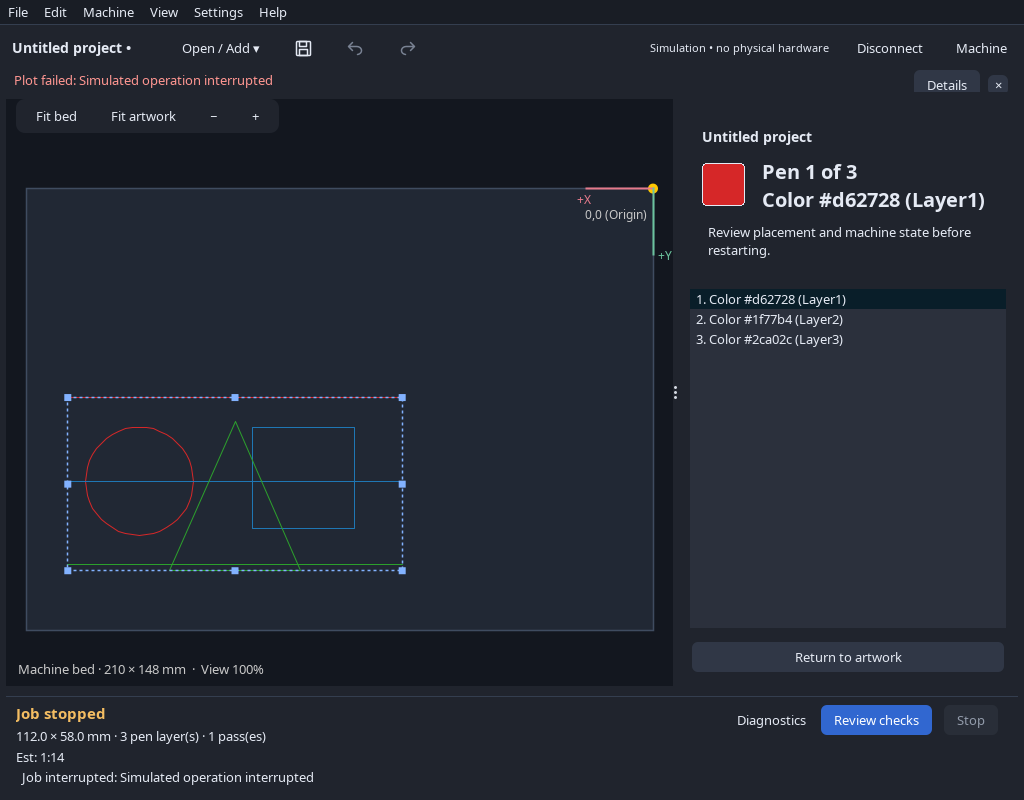 File Edit Machine View Settings Help
Untitled project • Open / Add ▾ Simulation • no physical hardware Disconnect Machine
Plot failed: Simulated operation interrupted
Details ×
Fit bed Fit artwork − +
+X
0,0 (Origin)
+Y
Machine bed · 210 × 148 mm · View 100%
Untitled project
Pen 1 of 3
Color #d62728 (Layer1)
Review placement and machine state before
restarting.
1. Color #d62728 (Layer1)
2. Color #1f77b4 (Layer2)
3. Color #2ca02c (Layer3)
Return to artwork
Job stopped
112.0 × 58.0 mm · 3 pen layer(s) · 1 pass(es)
Est: 1:14
Job interrupted: Simulated operation interrupted
Diagnostics Review checks Stop